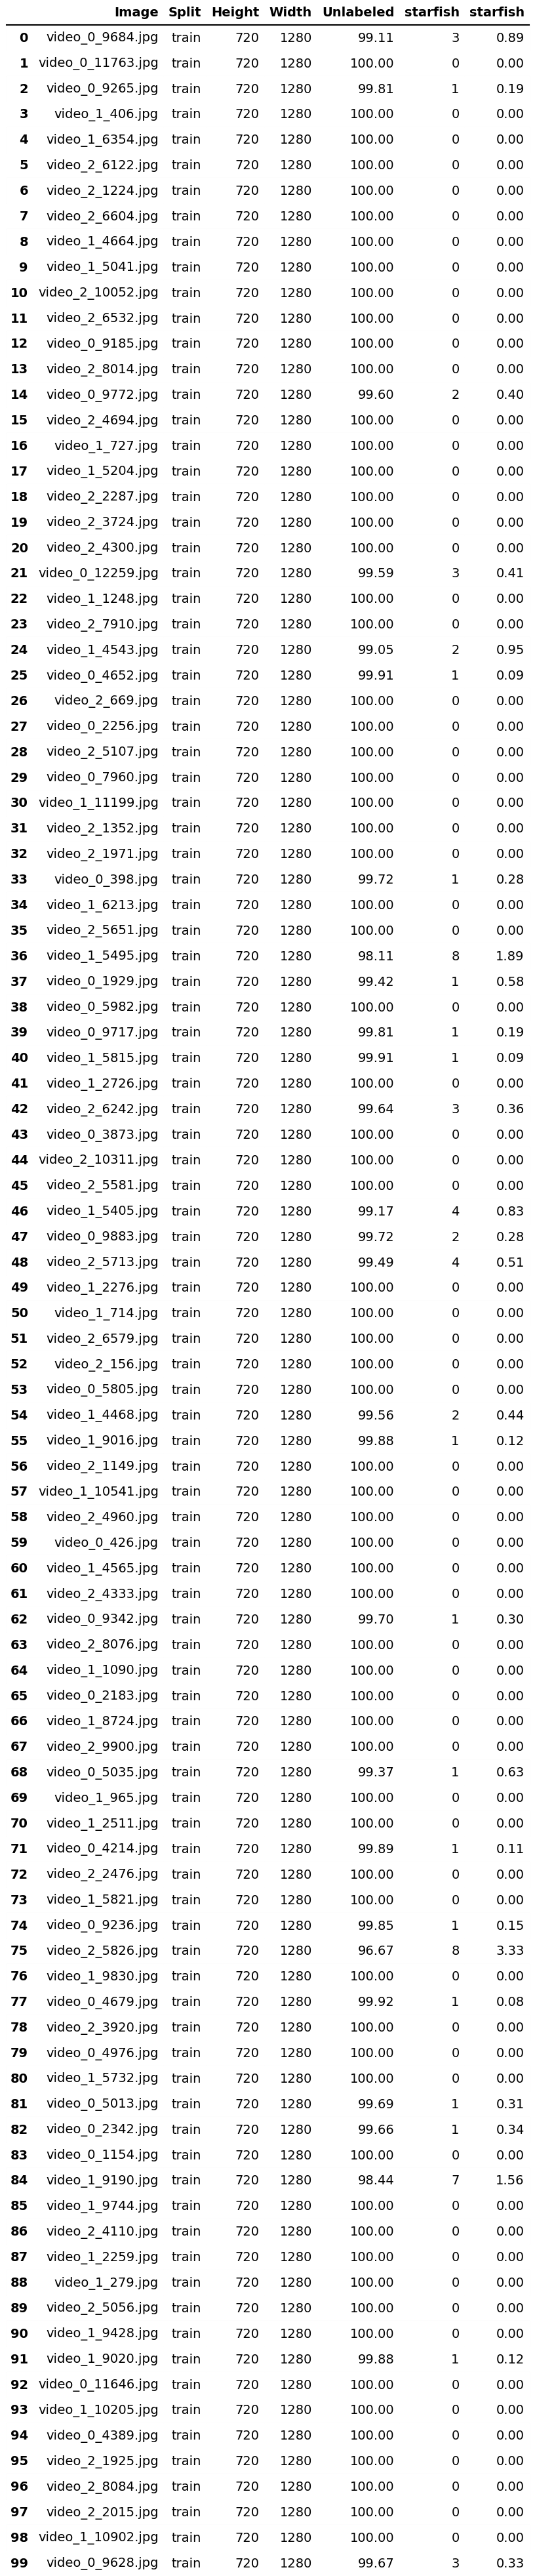 Image Split Height Width Unlabeled starfish starfish
0 video_0_9684.jpg train 720 1280 99.11 3 0.89
1 video_0_11763.jpg train 720 1280 100.00 0 0.00
2 video_0_9265.jpg train 720 1280 99.81 1 0.19
3 video_1_406.jpg train 720 1280 100.00 0 0.00
4 video_1_6354.jpg train 720 1280 100.00 0 0.00
5 video_2_6122.jpg train 720 1280 100.00 0 0.00
6 video_2_1224.jpg train 720 1280 100.00 0 0.00
7 video_2_6604.jpg train 720 1280 100.00 0 0.00
8 video_1_4664.jpg train 720 1280 100.00 0 0.00
9 video_1_5041.jpg train 720 1280 100.00 0 0.00
10 video_2_10052.jpg train 720 1280 100.00 0 0.00
11 video_2_6532.jpg train 720 1280 100.00 0 0.00
12 video_0_9185.jpg train 720 1280 100.00 0 0.00
13 video_2_8014.jpg train 720 1280 100.00 0 0.00
14 video_0_9772.jpg train 720 1280 99.60 2 0.40
15 video_2_4694.jpg train 720 1280 100.00 0 0.00
16 video_1_727.jpg train 720 1280 100.00 0 0.00
17 video_1_5204.jpg train 720 1280 100.00 0 0.00
18 video_2_2287.jpg train 720 1280 100.00 0 0.00
19 video_2_3724.jpg train 720 1280 100.00 0 0.00
20 video_2_4300.jpg train 720 1280 100.00 0 0.00
21 video_0_12259.jpg train 720 1280 99.59 3 0.41
22 video_1_1248.jpg train 720 1280 100.00 0 0.00
23 video_2_7910.jpg train 720 1280 100.00 0 0.00
24 video_1_4543.jpg train 720 1280 99.05 2 0.95
25 video_0_4652.jpg train 720 1280 99.91 1 0.09
26 video_2_669.jpg train 720 1280 100.00 0 0.00
27 video_0_2256.jpg train 720 1280 100.00 0 0.00
28 video_2_5107.jpg train 720 1280 100.00 0 0.00
29 video_0_7960.jpg train 720 1280 100.00 0 0.00
30 video_1_11199.jpg train 720 1280 100.00 0 0.00
31 video_2_1352.jpg train 720 1280 100.00 0 0.00
32 video_2_1971.jpg train 720 1280 100.00 0 0.00
33 video_0_398.jpg train 720 1280 99.72 1 0.28
34 video_1_6213.jpg train 720 1280 100.00 0 0.00
35 video_2_5651.jpg train 720 1280 100.00 0 0.00
36 video_1_5495.jpg train 720 1280 98.11 8 1.89
37 video_0_1929.jpg train 720 1280 99.42 1 0.58
38 video_0_5982.jpg train 720 1280 100.00 0 0.00
39 video_0_9717.jpg train 720 1280 99.81 1 0.19
40 video_1_5815.jpg train 720 1280 99.91 1 0.09
41 video_1_2726.jpg train 720 1280 100.00 0 0.00
42 video_2_6242.jpg train 720 1280 99.64 3 0.36
43 video_0_3873.jpg train 720 1280 100.00 0 0.00
44 video_2_10311.jpg train 720 1280 100.00 0 0.00
45 video_2_5581.jpg train 720 1280 100.00 0 0.00
46 video_1_5405.jpg train 720 1280 99.17 4 0.83
47 video_0_9883.jpg train 720 1280 99.72 2 0.28
48 video_2_5713.jpg train 720 1280 99.49 4 0.51
49 video_1_2276.jpg train 720 1280 100.00 0 0.00
50 video_1_714.jpg train 720 1280 100.00 0 0.00
51 video_2_6579.jpg train 720 1280 100.00 0 0.00
52 video_2_156.jpg train 720 1280 100.00 0 0.00
53 video_0_5805.jpg train 720 1280 100.00 0 0.00
54 video_1_4468.jpg train 720 1280 99.56 2 0.44
55 video_1_9016.jpg train 720 1280 99.88 1 0.12
56 video_2_1149.jpg train 720 1280 100.00 0 0.00
57 video_1_10541.jpg train 720 1280 100.00 0 0.00
58 video_2_4960.jpg train 720 1280 100.00 0 0.00
59 video_0_426.jpg train 720 1280 100.00 0 0.00
60 video_1_4565.jpg train 720 1280 100.00 0 0.00
61 video_2_4333.jpg train 720 1280 100.00 0 0.00
62 video_0_9342.jpg train 720 1280 99.70 1 0.30
63 video_2_8076.jpg train 720 1280 100.00 0 0.00
64 video_1_1090.jpg train 720 1280 100.00 0 0.00
65 video_0_2183.jpg train 720 1280 100.00 0 0.00
66 video_1_8724.jpg train 720 1280 100.00 0 0.00
67 video_2_9900.jpg train 720 1280 100.00 0 0.00
68 video_0_5035.jpg train 720 1280 99.37 1 0.63
69 video_1_965.jpg train 720 1280 100.00 0 0.00
70 video_1_2511.jpg train 720 1280 100.00 0 0.00
71 video_0_4214.jpg train 720 1280 99.89 1 0.11
72 video_2_2476.jpg train 720 1280 100.00 0 0.00
73 video_1_5821.jpg train 720 1280 100.00 0 0.00
74 video_0_9236.jpg train 720 1280 99.85 1 0.15
75 video_2_5826.jpg train 720 1280 96.67 8 3.33
76 video_1_9830.jpg train 720 1280 100.00 0 0.00
77 video_0_4679.jpg train 720 1280 99.92 1 0.08
78 video_2_3920.jpg train 720 1280 100.00 0 0.00
79 video_0_4976.jpg train 720 1280 100.00 0 0.00
80 video_1_5732.jpg train 720 1280 100.00 0 0.00
81 video_0_5013.jpg train 720 1280 99.69 1 0.31
82 video_0_2342.jpg train 720 1280 99.66 1 0.34
83 video_0_1154.jpg train 720 1280 100.00 0 0.00
84 video_1_9190.jpg train 720 1280 98.44 7 1.56
85 video_1_9744.jpg train 720 1280 100.00 0 0.00
86 video_2_4110.jpg train 720 1280 100.00 0 0.00
87 video_1_2259.jpg train 720 1280 100.00 0 0.00
88 video_1_279.jpg train 720 1280 100.00 0 0.00
89 video_2_5056.jpg train 720 1280 100.00 0 0.00
90 video_1_9428.jpg train 720 1280 100.00 0 0.00
91 video_1_9020.jpg train 720 1280 99.88 1 0.12
92 video_0_11646.jpg train 720 1280 100.00 0 0.00
93 video_1_10205.jpg train 720 1280 100.00 0 0.00
94 video_0_4389.jpg train 720 1280 100.00 0 0.00
95 video_2_1925.jpg train 720 1280 100.00 0 0.00
96 video_2_8084.jpg train 720 1280 100.00 0 0.00
97 video_2_2015.jpg train 720 1280 100.00 0 0.00
98 video_1_10902.jpg train 720 1280 100.00 0 0.00
99 video_0_9628.jpg train 720 1280 99.67 3 0.33